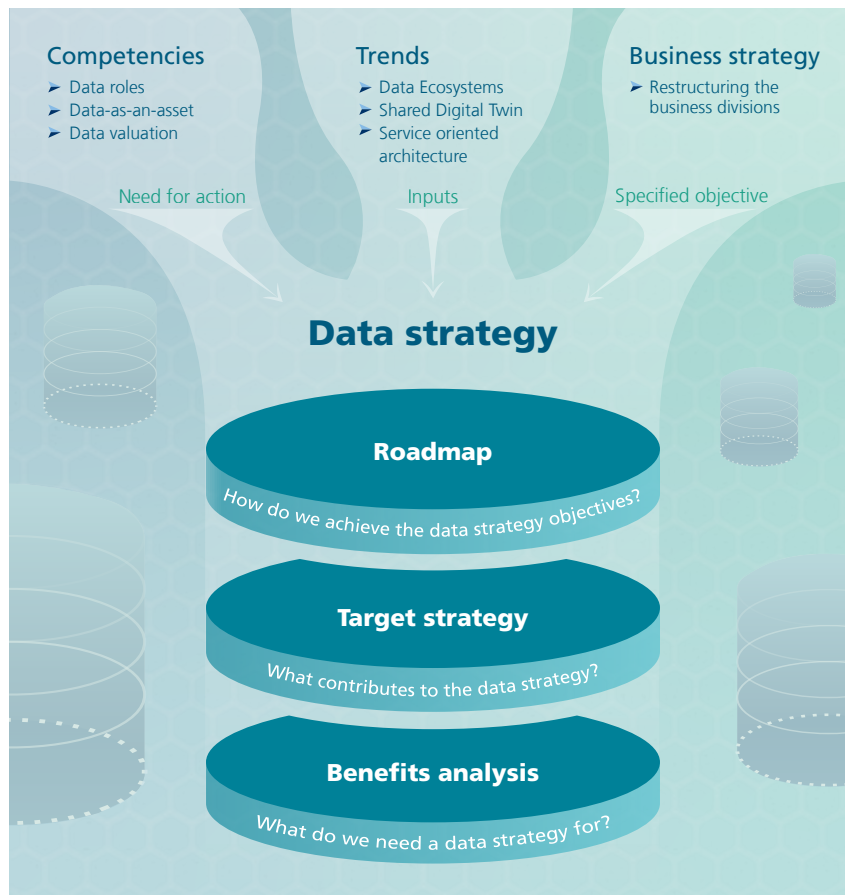 Competencies
➤ Data roles
➤ Data-as-an-asset
➤ Data valuation
Need for action
Trends
➤ Data Ecosystems
➤ Shared Digital Twin
➤ Service oriented
architecture
Inputs
Business strategy
➤ Restructuring the
business divisions
Specified objective
Data strategy
Roadmap
How do we achieve the data strategy objectives?
Target strategy
What contributes to the data strategy?
Benefits analysis
What do we need a data strategy for?